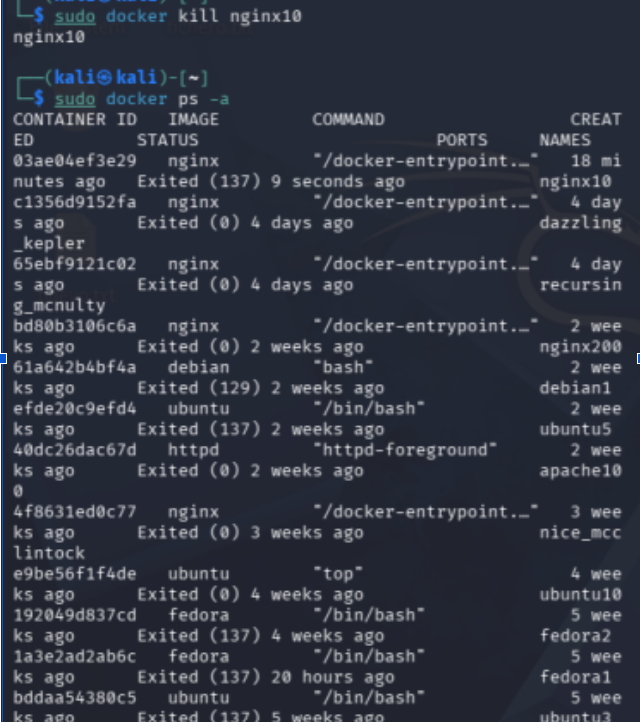 └─$ sudo docker kill nginx10
nginx10
┌──(kali㉿kali)-[~]
└─$ sudo docker ps -a
CONTAINER ID   IMAGE          COMMAND                  CREAT
ED          STATUS                       PORTS     NAMES
03ae04ef3e29   nginx          "/docker-entrypoint.…"   18 mi
nutes ago   Exited (137) 9 seconds ago             nginx10
c1356d9152fa   nginx          "/docker-entrypoint.…"   4 day
s ago       Exited (0) 4 days ago                  dazzling
_kepler
65ebf9121c02   nginx          "/docker-entrypoint.…"   4 day
s ago       Exited (0) 4 days ago                  recursin
g_mcnulty
bd80b3106c6a   nginx          "/docker-entrypoint.…"   2 wee
ks ago      Exited (0) 2 weeks ago                 nginx200
61a642b4bf4a   debian         "bash"                   2 wee
ks ago      Exited (129) 2 weeks ago               debian1
efde20c9efd4   ubuntu         "/bin/bash"              2 wee
ks ago      Exited (137) 2 weeks ago               ubuntu5
40dc26dac67d   httpd          "httpd-foreground"       2 wee
ks ago      Exited (0) 2 weeks ago                 apache10
0
4f8631ed0c77   nginx          "/docker-entrypoint.…"   3 wee
ks ago      Exited (0) 3 weeks ago                 nice_mcc
lintock
e9be56f1f4de   ubuntu         "top"                    4 wee
ks ago      Exited (0) 4 weeks ago                 ubuntu10
192049d837cd   fedora         "/bin/bash"              5 wee
ks ago      Exited (137) 4 weeks ago               fedora2
1a3e2ad2ab6c   fedora         "/bin/bash"              5 wee
ks ago      Exited (137) 20 hours ago              fedora1
bddaa54380c5   ubuntu         "/bin/bash"              5 wee
ks ago      Exited (137) 5 weeks ago               ubuntu3